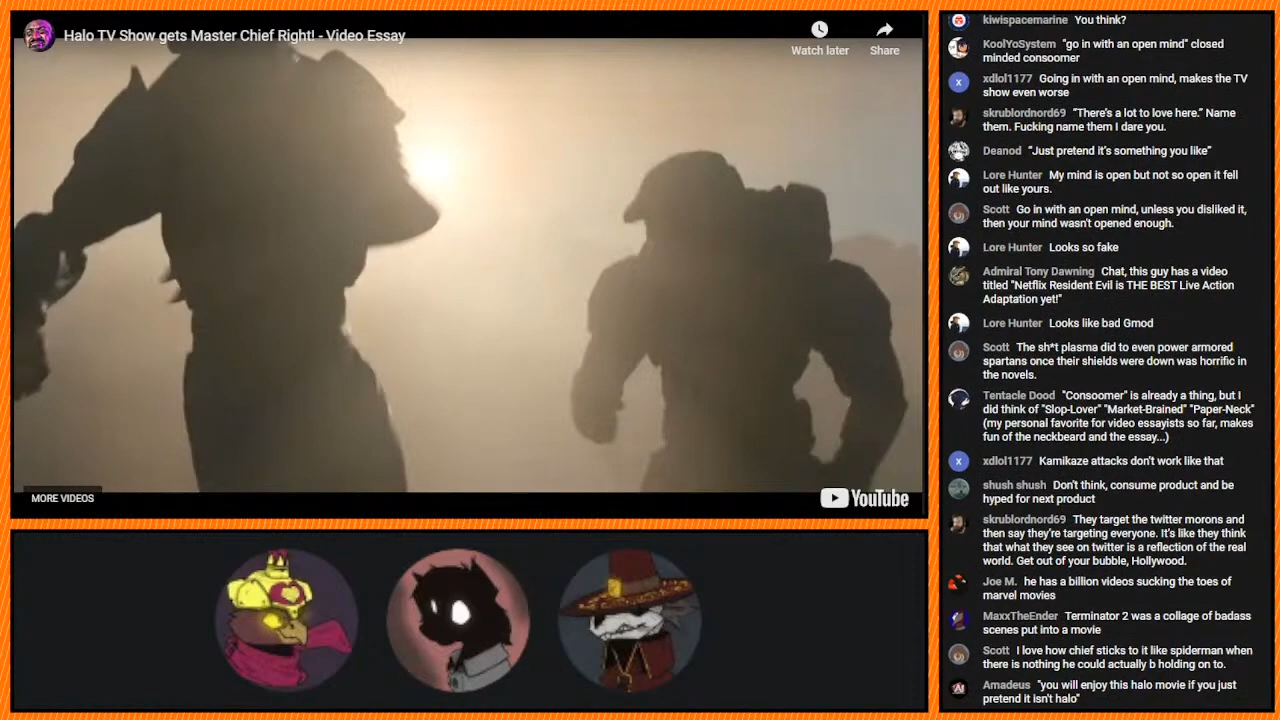 Halo TV Show gets Master Chief Right! - Video Essay
Watch later
Share
MORE VIDEOS
YouTube
kiwispacemarine You think?
KoolYoSystem "go in with an open mind" closed
minded consoomer
x
xdlol1177 Going in with an open mind, makes the TV
show even worse
skrublordnord69 “There’s a lot to love here.” Name
them. Fucking name them I dare you.
Deanod “Just pretend it’s something you like”
Lore Hunter My mind is open but not so open it fell
out like yours.
Scott Go in with an open mind, unless you disliked it,
then your mind wasn't opened enough.
Lore Hunter Looks so fake
Admiral Tony Dawning Chat, this guy has a video
titled "Netflix Resident Evil is THE BEST Live Action
Adaptation yet!"
Lore Hunter Looks like bad Gmod
Scott The sh*t plasma did to even power armored
spartans once their shields were down was horrific in
the novels.
Tentacle Dood "Consoomer" is already a thing, but I
did think of "Slop-Lover" "Market-Brained" "Paper-Neck"
(my personal favorite for video essayists so far, makes
fun of the neckbeard and the essay...)
x
xdlol1177 Kamikaze attacks don't work like that
shush shush Don't think, consume product and be
hyped for next product
skrublordnord69 They target the twitter morons and
then say they’re targeting everyone. It’s like they think
that what they see on twitter is a reflection of the real
world. Get out of your bubble, Hollywood.
Joe M. he has a billion videos sucking the toes of
marvel movies
MaxxTheEnder Terminator 2 was a collage of badass
scenes put into a movie
Scott I love how chief sticks to it like spiderman when
there is nothing he could actually b holding on to.
Amadeus "you will enjoy this halo movie if you just
pretend it isn't halo"